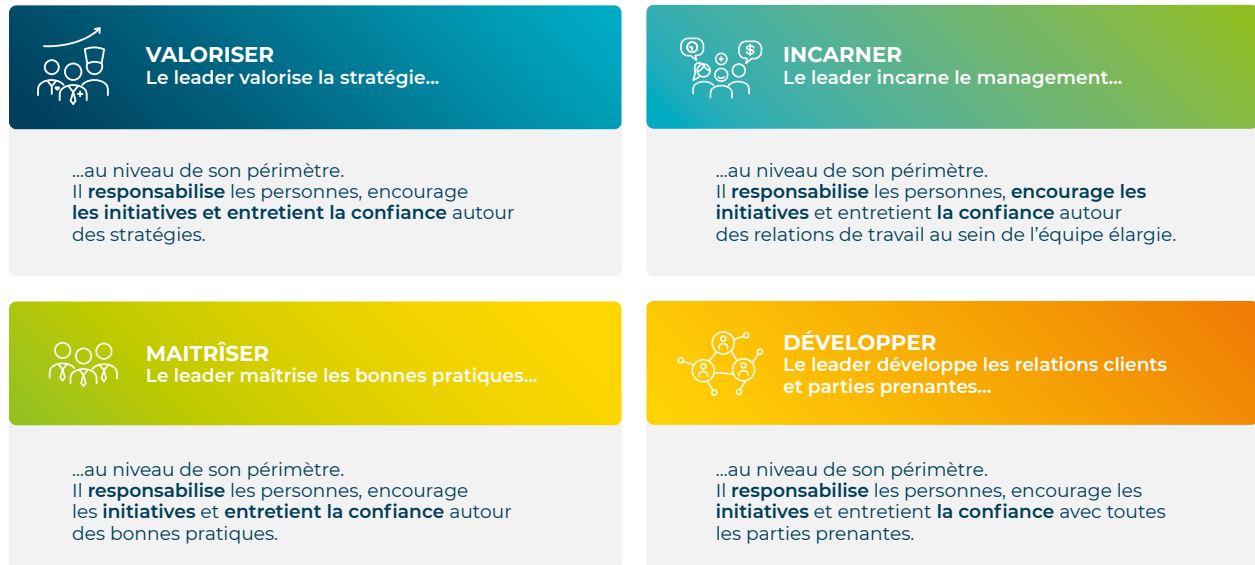 VALORISER
Le leader valorise la stratégie...
...au niveau de son périmètre.
Il responsabilise les personnes, encourage
les initiatives et entretient la confiance autour
des stratégies.
INCARNER
Le leader incarne le management...
...au niveau de son périmètre.
Il responsabilise les personnes, encourage les
initiatives et entretient la confiance autour
des relations de travail au sein de l’équipe élargie.
MAITRÎSER
Le leader maîtrise les bonnes pratiques...
...au niveau de son périmètre.
Il responsabilise les personnes, encourage
les initiatives et entretient la confiance autour
des bonnes pratiques.
$
DÉVELOPPER
Le leader développe les relations clients
et parties prenantes...
...au niveau de son périmètre.
Il responsabilise les personnes, encourage les
initiatives et entretient la confiance avec toutes
les parties prenantes.